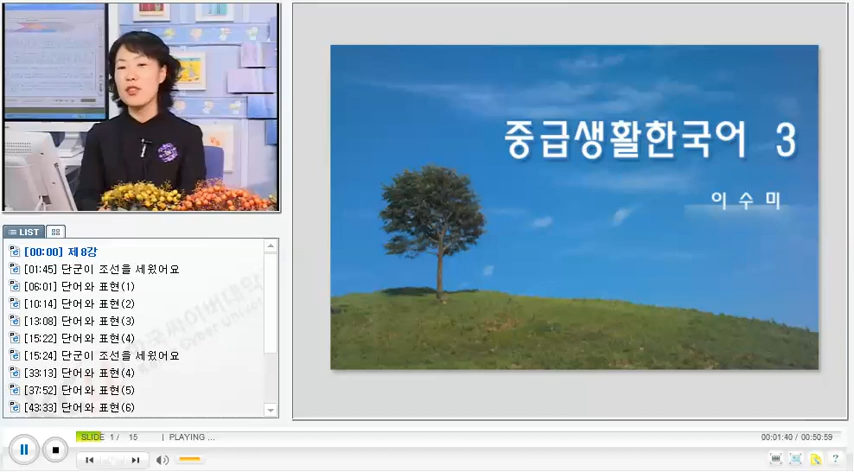 중급생활한국어 3
이 수 미
LIST
[00:00] 제 8강
[01:45] 단군이 조선을 세웠어요
[06:01] 단어와 표현(1)
[10:14] 단어와 표현(2)
[13:08] 단어와 표현(3)
[15:22] 단어와 표현(4)
[15:24] 단군이 조선을 세웠어요
[33:13] 단어와 표현(4)
[37:52] 단어와 표현(5)
[43:33] 단어와 표현(6)
SLIDE 1 / 15 | PLAYING ...
00:01:40 / 00:50:59